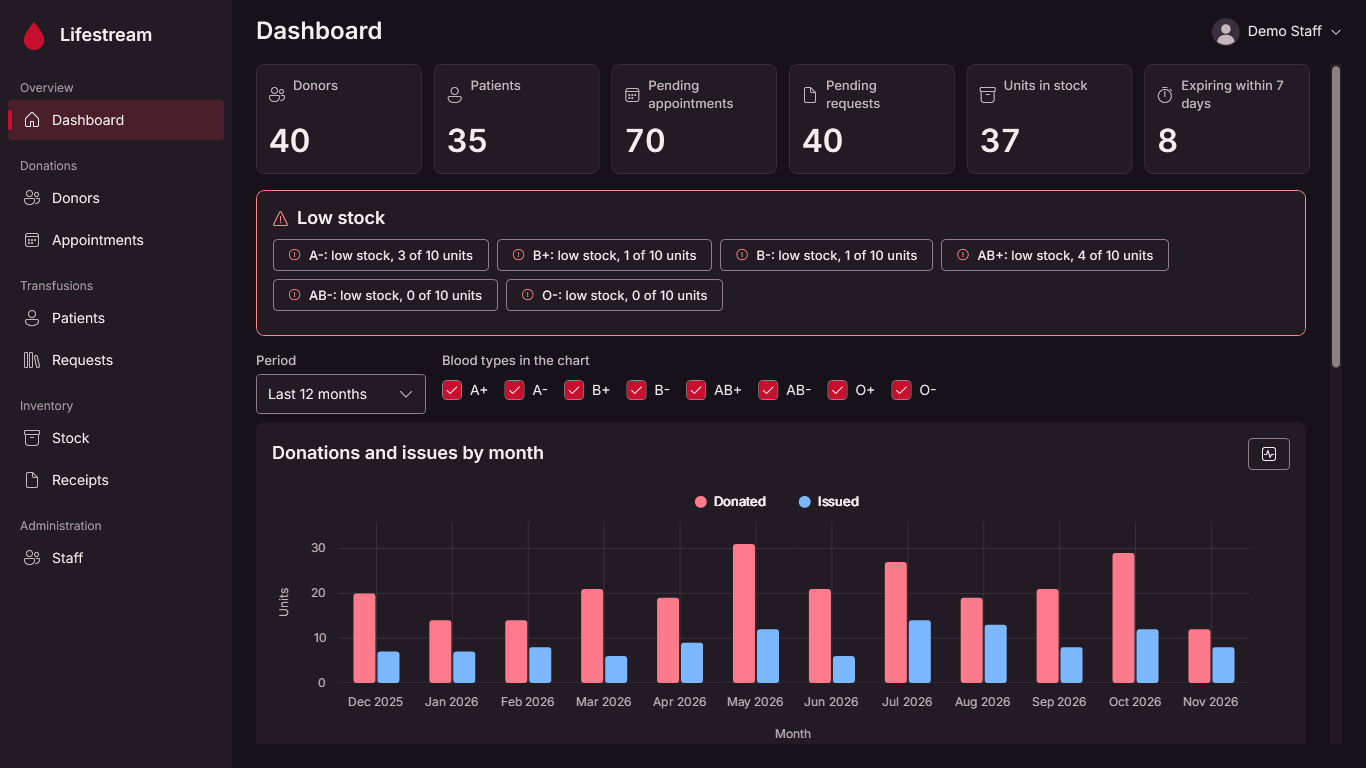 Lifestream
Overview
Dashboard
Donations
Donors
Appointments
Transfusions
Patients
Requests
Inventory
Stock
Receipts
Administration
Staff
Dashboard
Demo Staff
Donors
40
Patients
35
Pending
appointments
70
Pending
requests
40
Units in stock
37
Expiring within 7
days
8
Low stock
A-: low stock, 3 of 10 units
B+: low stock, 1 of 10 units
B-: low stock, 1 of 10 units
AB+: low stock, 4 of 10 units
AB-: low stock, 0 of 10 units
O-: low stock, 0 of 10 units
Period
Last 12 months
Blood types in the chart
A+ A- B+ B- AB+ AB- O+ O-
Donations and issues by month
Donated Issued
Units
30
20
10
0
Dec 2025 Jan 2026 Feb 2026 Mar 2026 Apr 2026 May 2026 Jun 2026 Jul 2026 Aug 2026 Sep 2026 Oct 2026 Nov 2026
Month